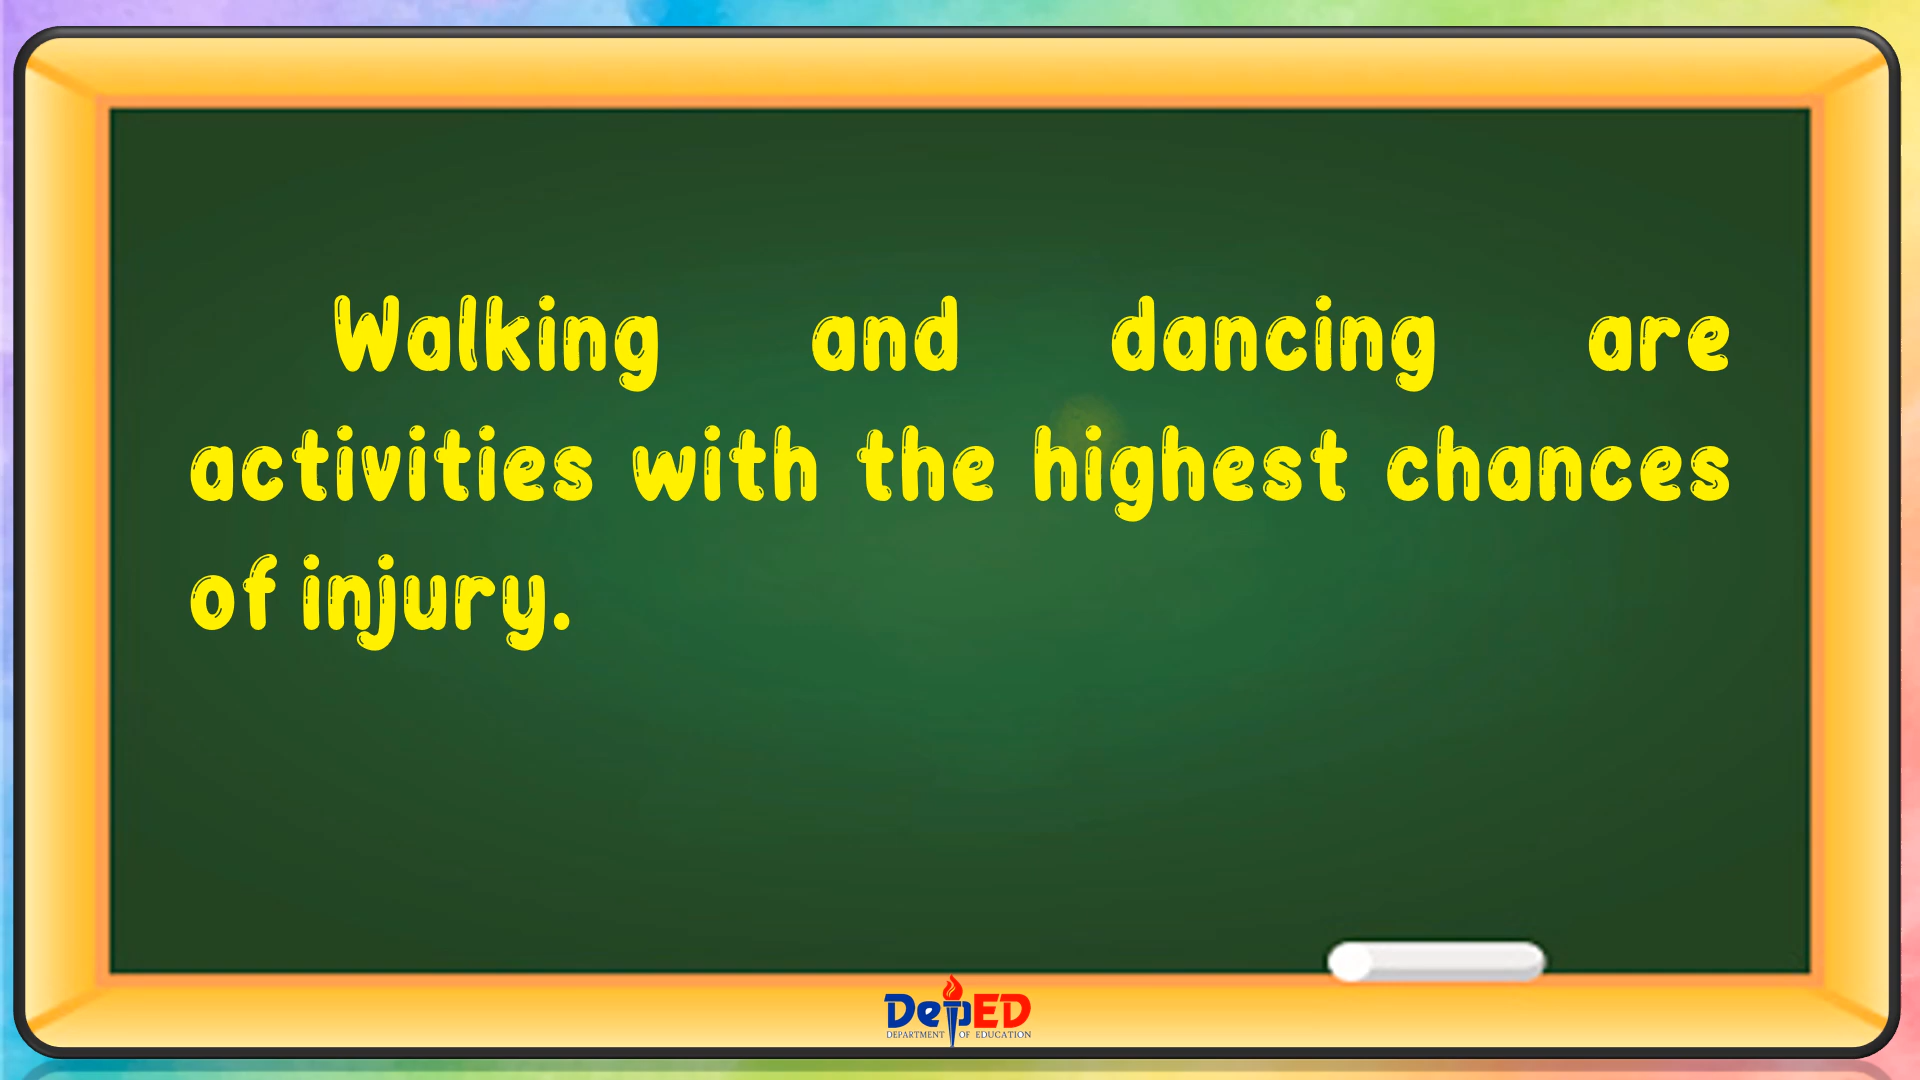 Walking and dancing are
activities with the highest chances
of injury.
DepED
DEPARTMENT OF EDUCATION